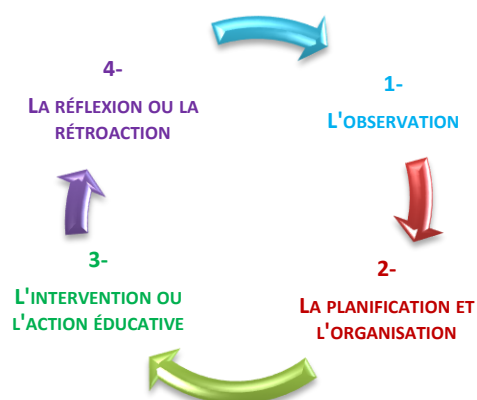 1-
L'OBSERVATION
2-
LA PLANIFICATION ET
L'ORGANISATION
3-
L'INTERVENTION OU
L'ACTION ÉDUCATIVE
4-
LA RÉFLEXION OU LA
RÉTROACTION